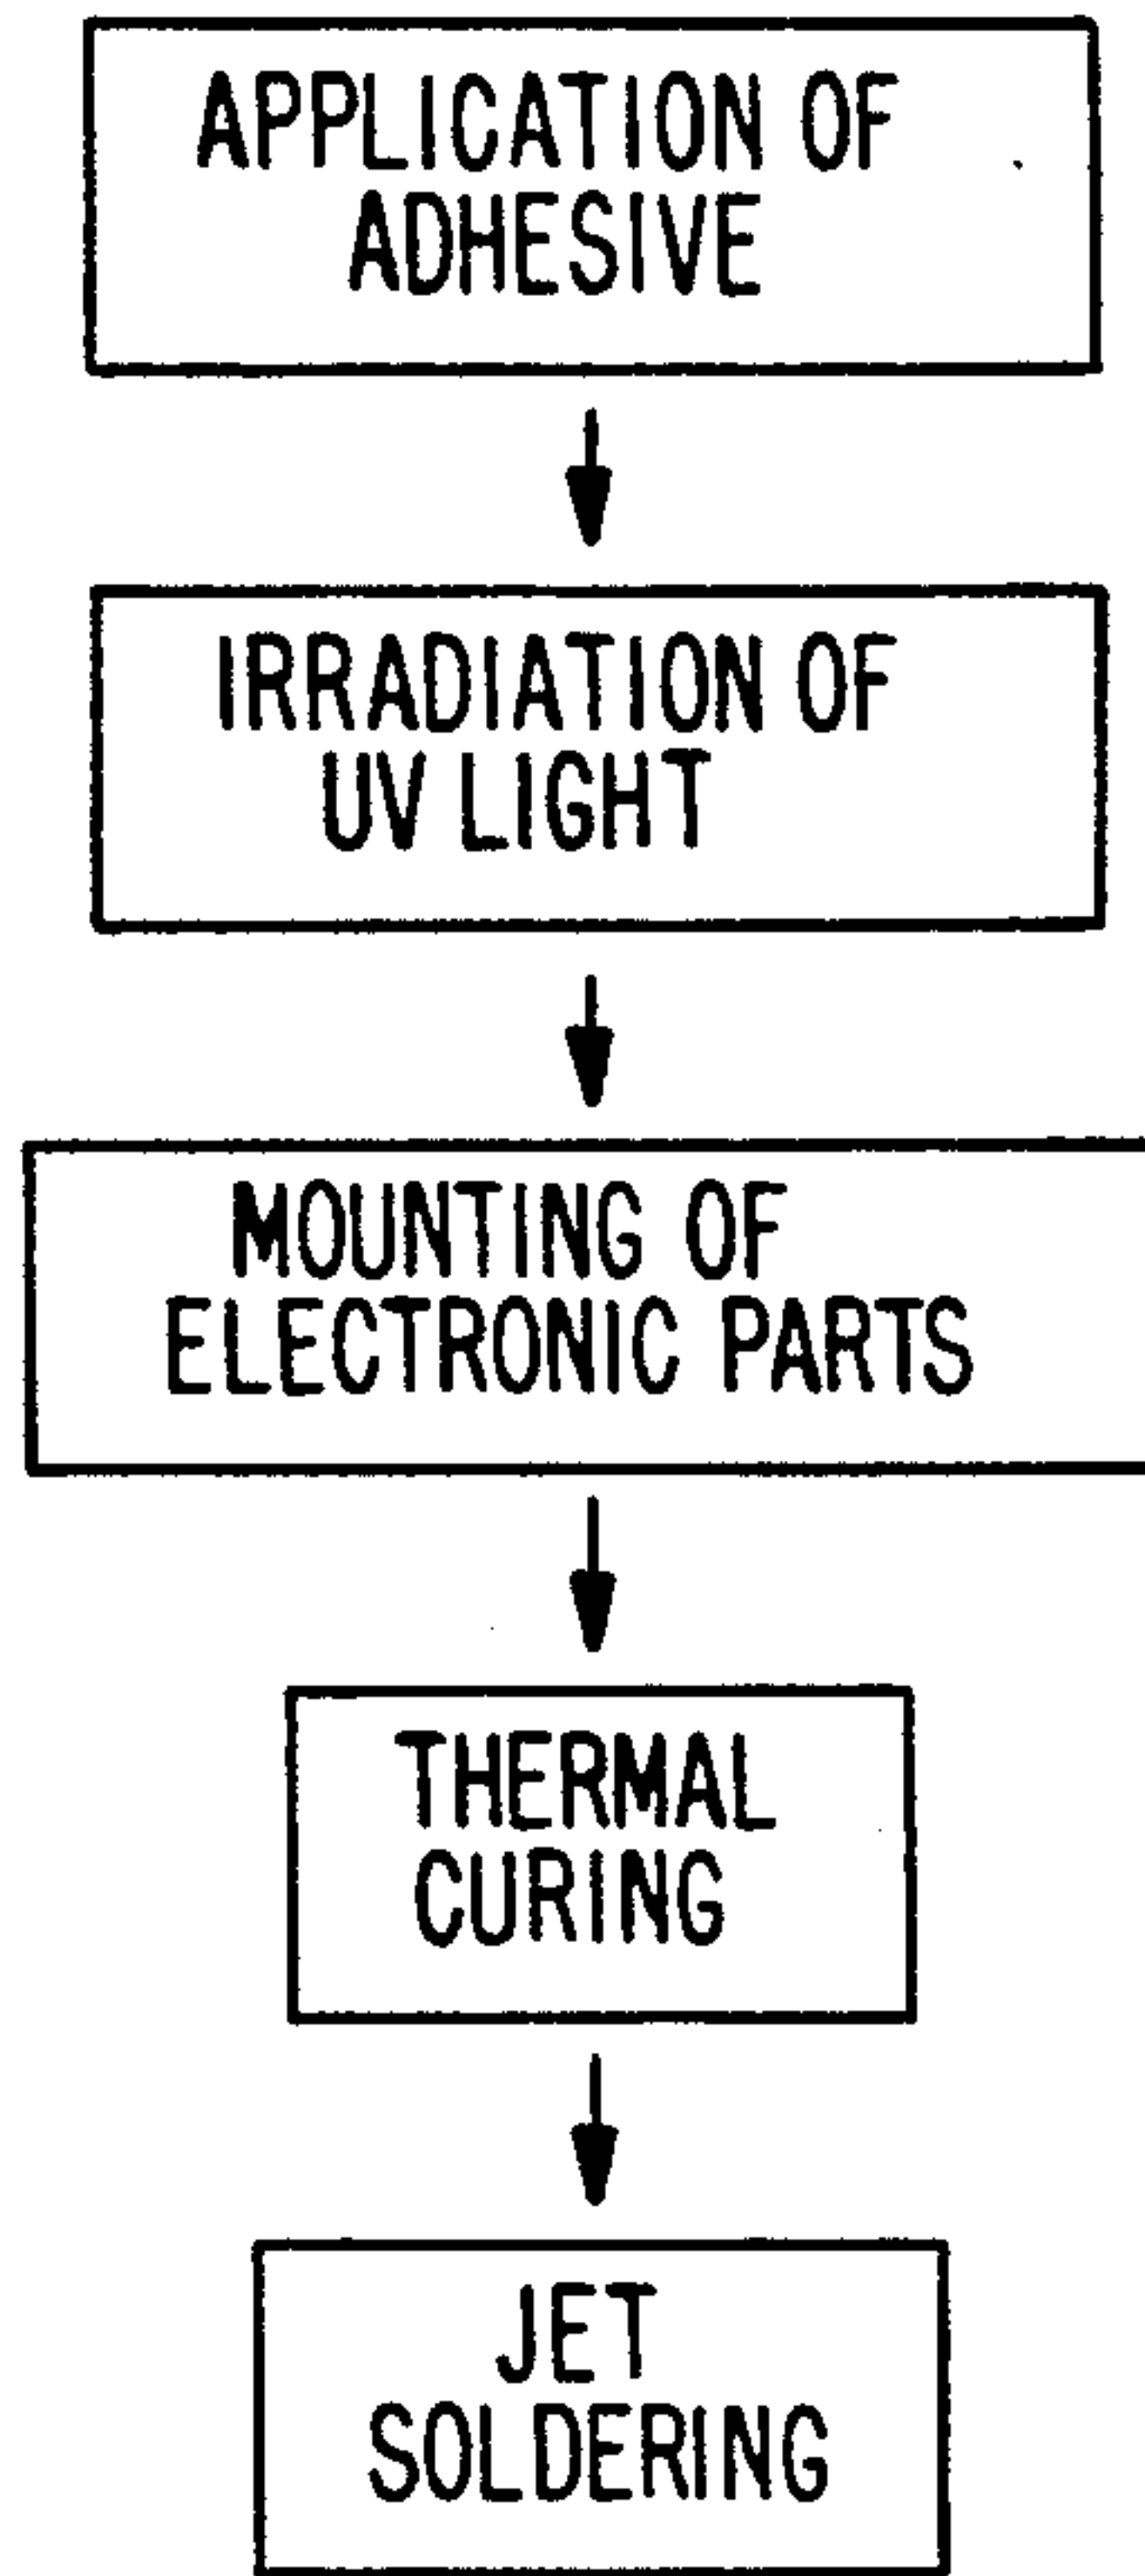 APPLICATION OF
ADHESIVE
IRRADIATION OF
UV LIGHT
MOUNTING OF
ELECTRONIC PARTS
THERMAL
CURING
JET
SOLDERING